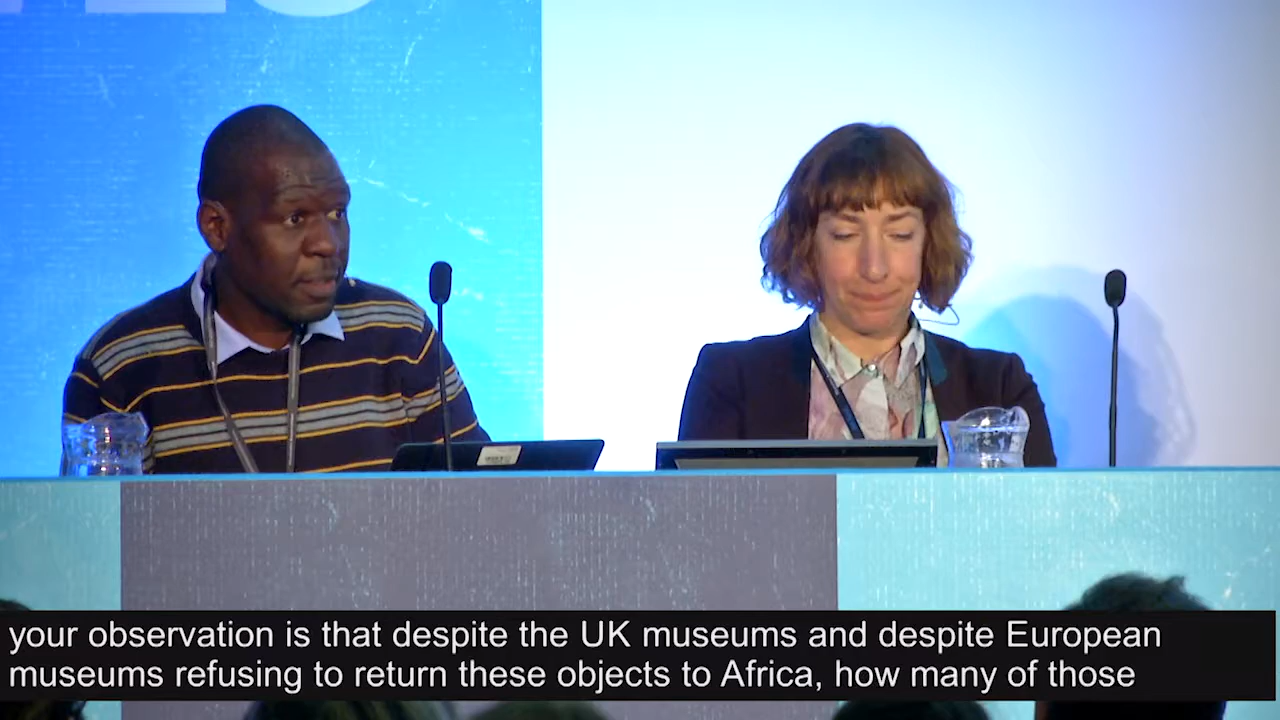 your observation is that despite the UK museums and despite European
museums refusing to return these objects to Africa, how many of those